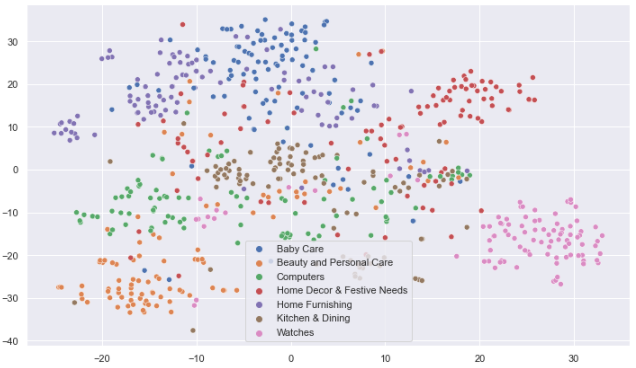 30
20
10
0
−10
−20
−30
−40
Baby Care
Beauty and Personal Care
Computers
Home Decor & Festive Needs
Home Furnishing
Kitchen & Dining
Watches
−20 −10 0 10 20 30